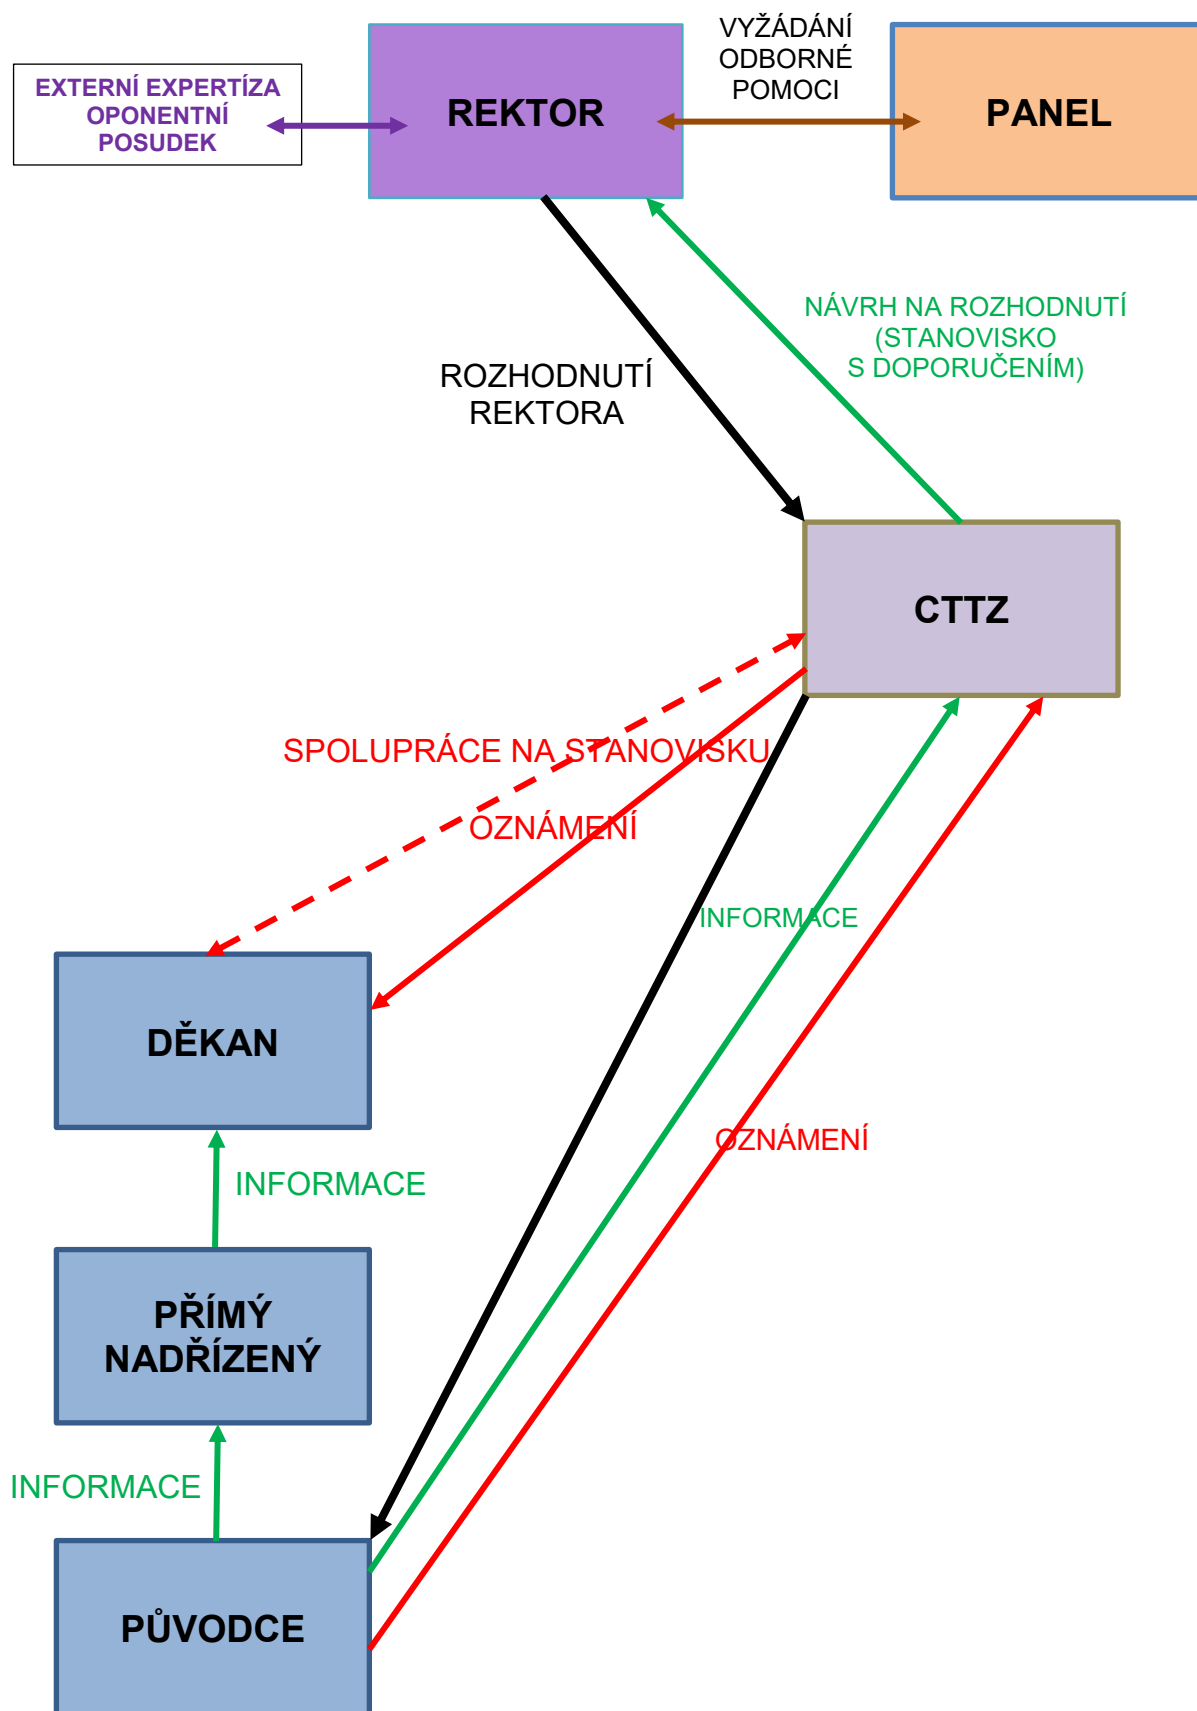 VYŽÁDÁNÍ
ODBORNÉ
POMOCI
EXTERNÍ EXPERTÍZA
OPONENTNÍ
POSUDEK
REKTOR
PANEL
NÁVRH NA ROZHODNUTÍ
(STANOVISKO
S DOPORUČENÍM)
ROZHODNUTÍ
REKTORA
CTTZ
SPOLUPRÁCE NA STANOVISKU
OZNÁMENÍ
INFORMACE
DĚKAN
OZNÁMENÍ
INFORMACE
PŘÍMÝ
NADŘÍZENÝ
INFORMACE
PŮVODCE